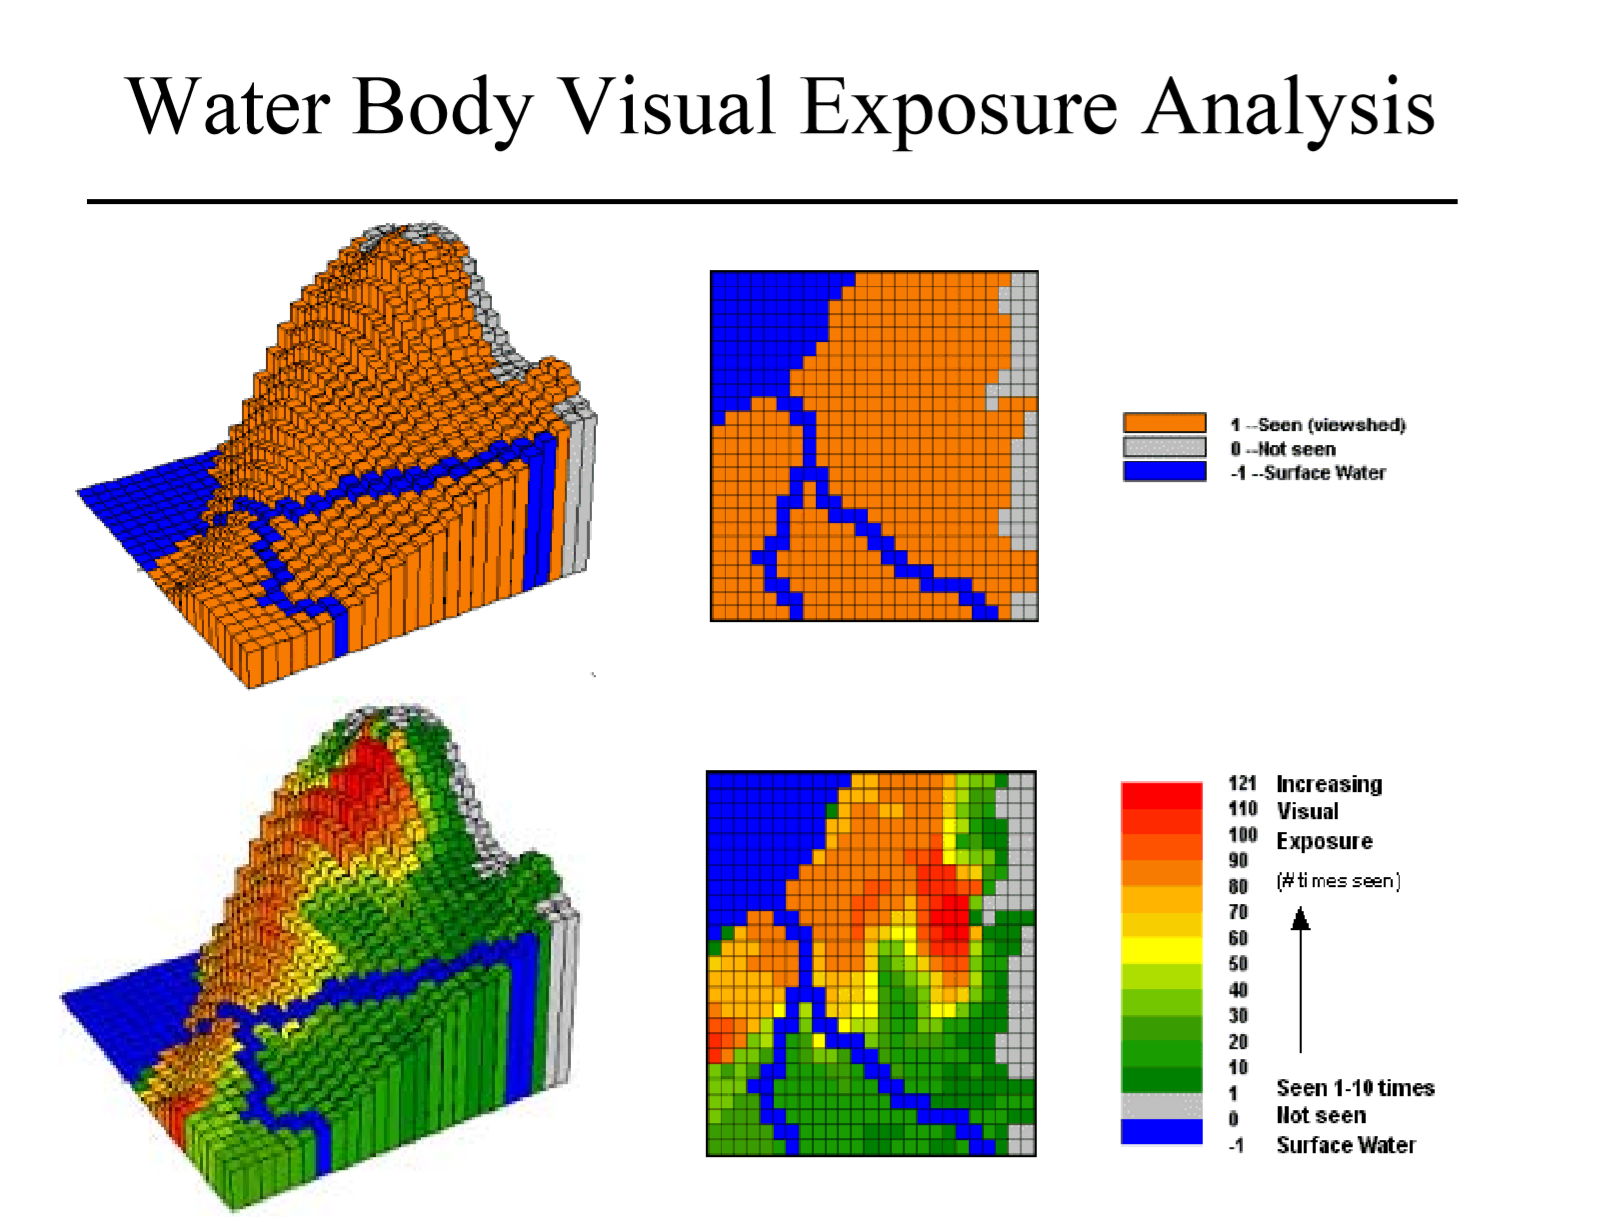 Water Body Visual Exposure Analysis
1 --Seen (viewshed)
0 --Not seen
-1 --Surface Water
121 Increasing
110 Visual
100 Exposure
90
80 (# times seen)
70
60
50
40
30
20
10
1 Seen 1-10 times
0 Not seen
-1 Surface Water